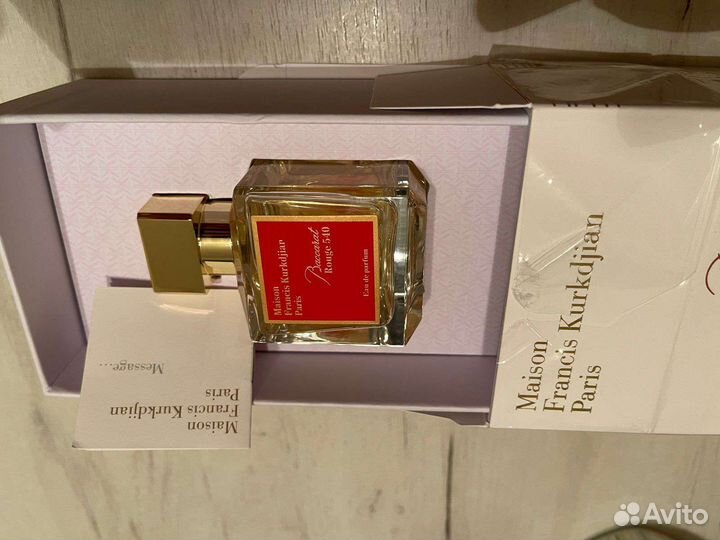 Maison
Francis Kurkdjian
Paris
Baccarat
Rouge 540
Eau de parfum
Maison
Francis Kurkdjian
Paris
Message...
Maison
Francis Kurkdjian
Paris
Avito